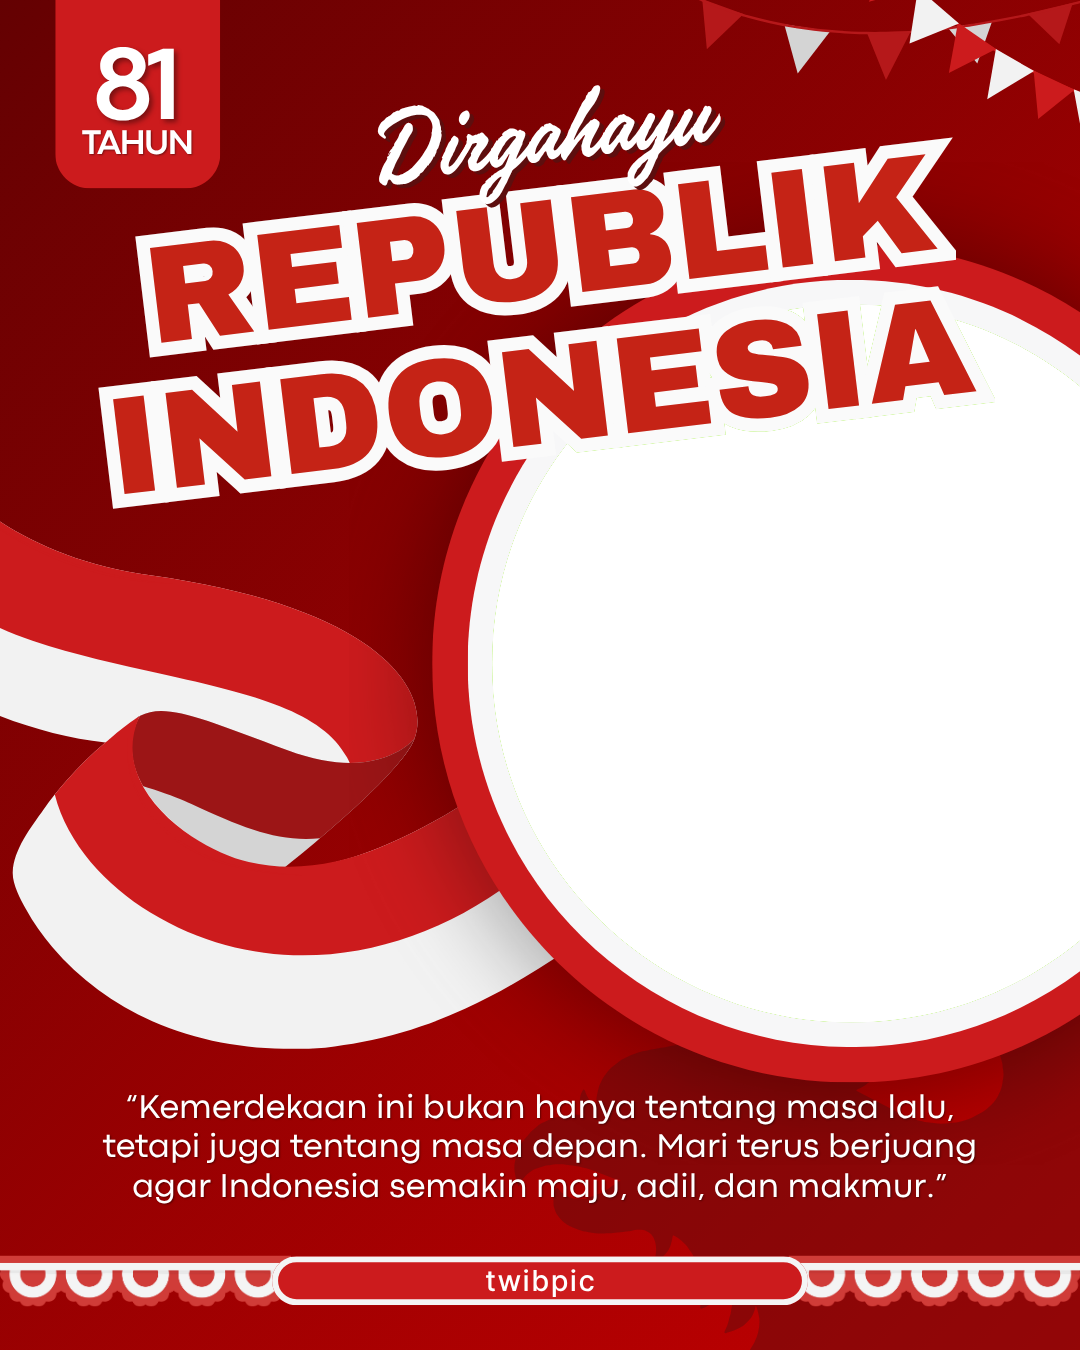 81
TAHUN
Dirgahayu
REPUBLIK
INDONESIA
“Kemerdekaan ini bukan hanya tentang masa lalu,
tetapi juga tentang masa depan. Mari terus berjuang
agar Indonesia semakin maju, adil, dan makmur.”
twibpic